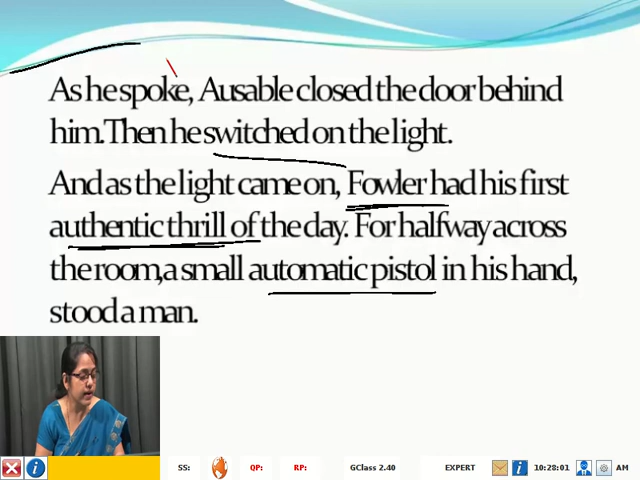 As he spoke, Ausable closed the door behind
him. Then he switched on the light.
And as the light came on, Fowler had his first
authentic thrill of the day. For halfway across
the room, a small automatic pistol in his hand,
stood a man.
SS: QP: RP: GClass 2.40 EXPERT 10:28:01 AM